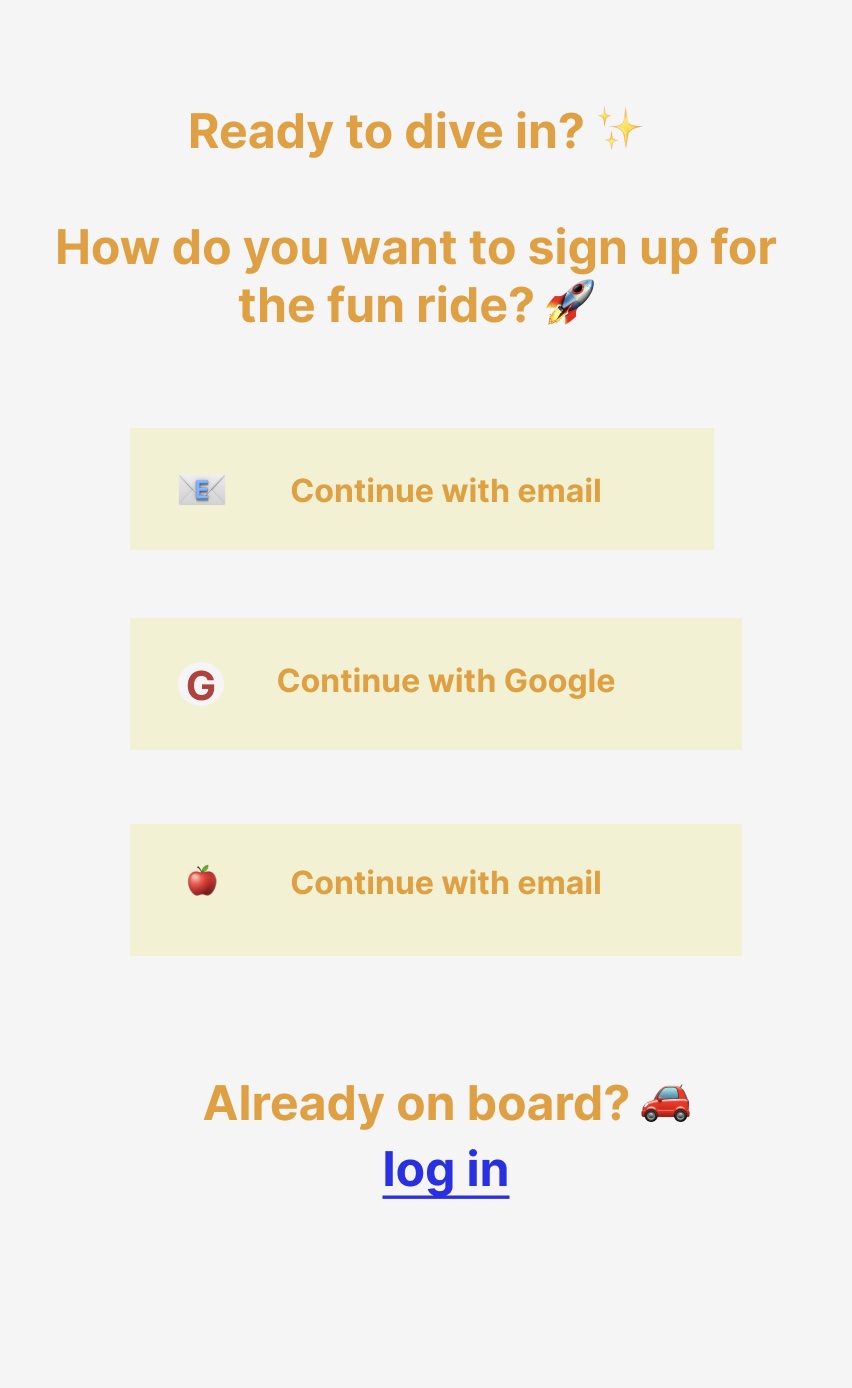 Ready to dive in? ✨
How do you want to sign up for
the fun ride? 🚀
📧 Continue with email
G Continue with Google
🍎 Continue with email
Already on board? 🚗
log in